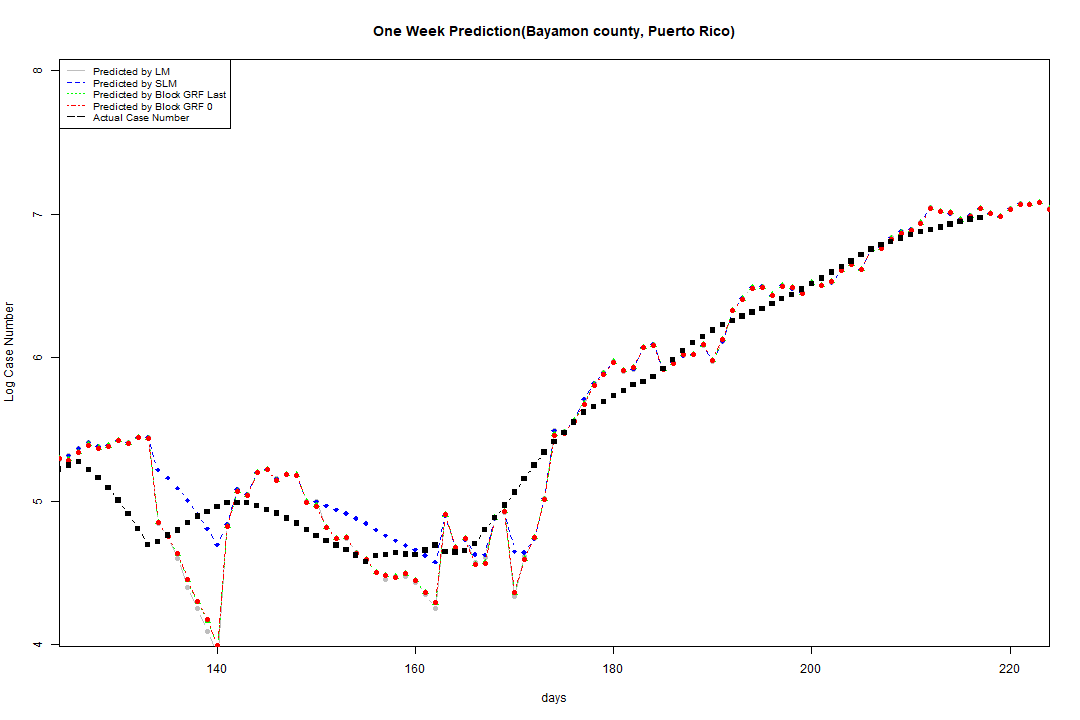 One Week Prediction(Bayamon county, Puerto Rico)
8
Predicted by LM
Predicted by SLM
Predicted by Block GRF Last
Predicted by Block GRF 0
Actual Case Number
7
6
5
4
Log Case Number
140 160 180 200 220
days